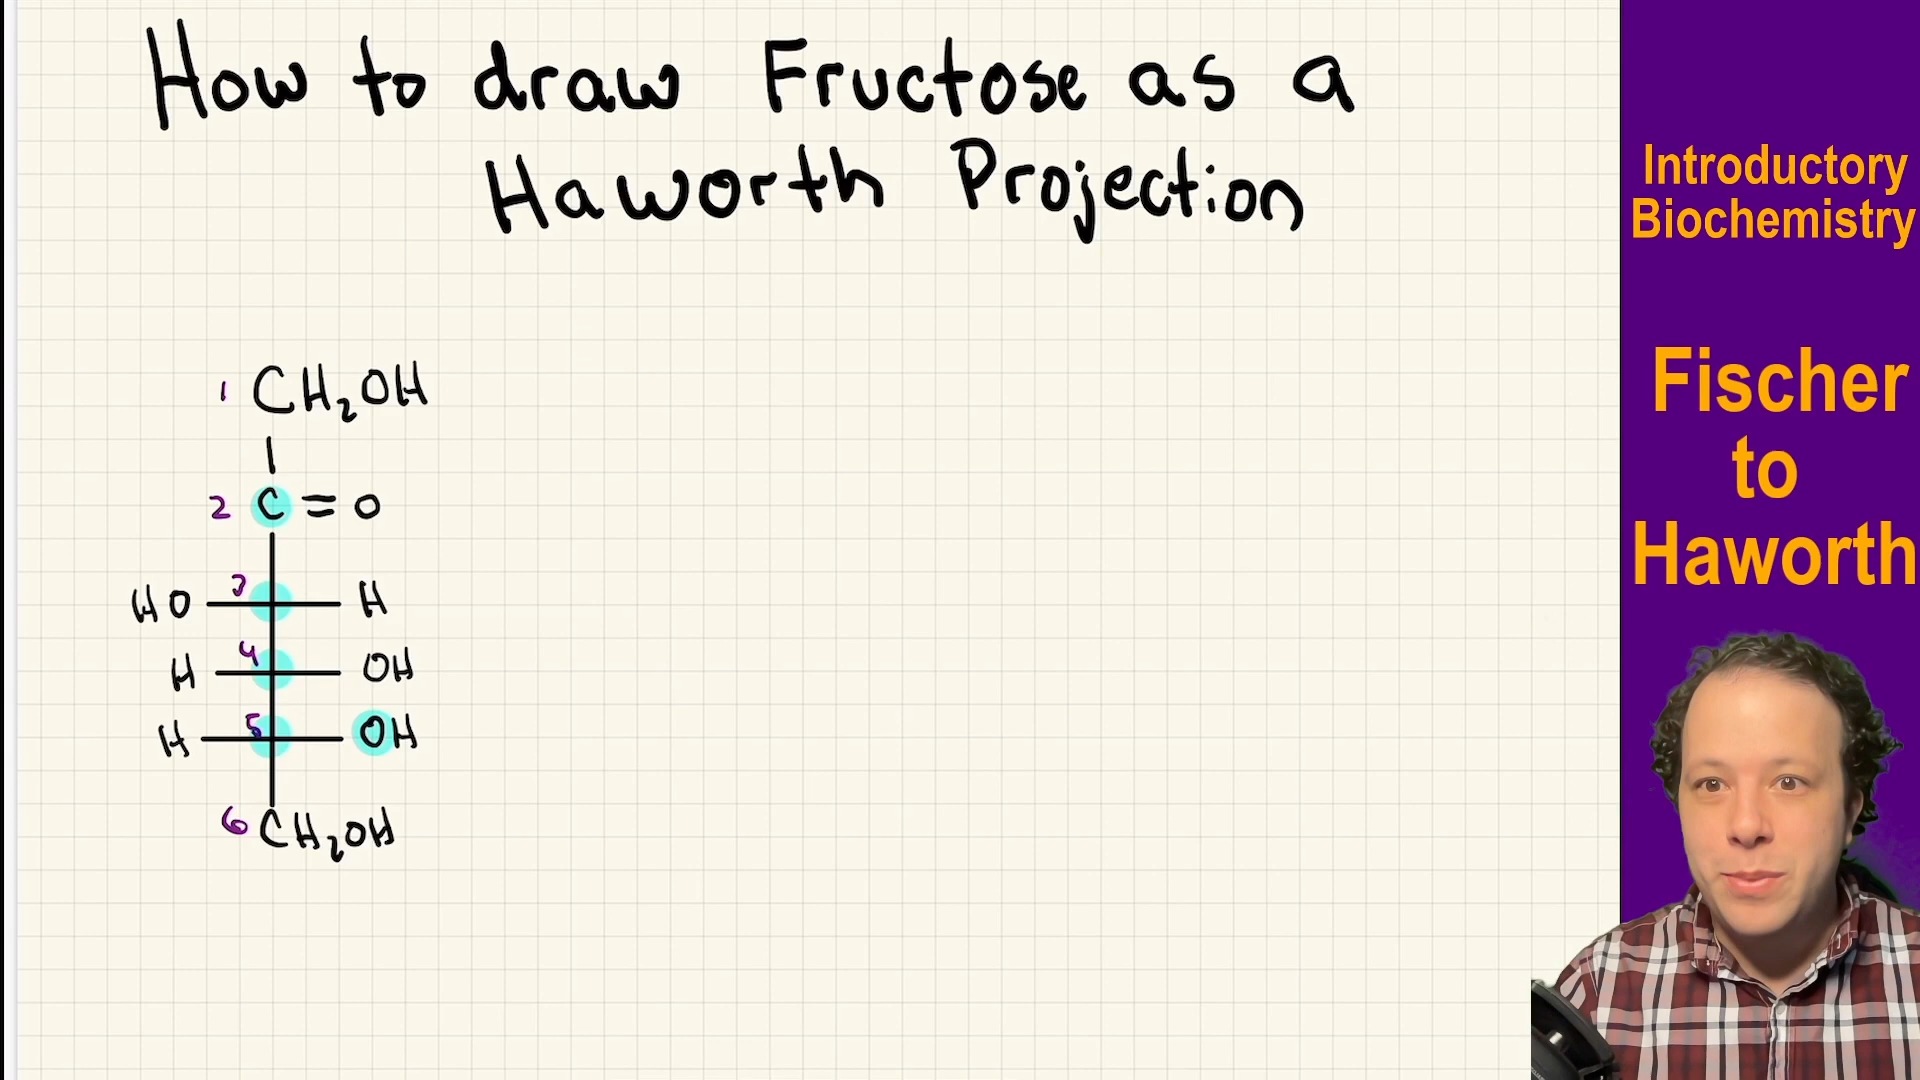 How to draw Fructose as a
Haworth Projection
1 CH2OH
2 C = O
3
HO H
4
H OH
5
H OH
6 CH2OH
Introductory
Biochemistry
Fischer
to
Haworth